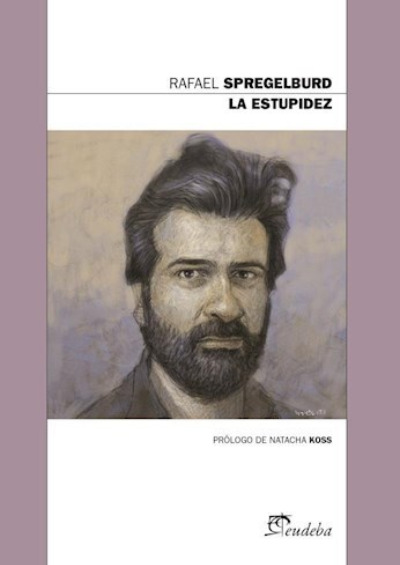 RAFAEL SPREGELBURD
LA ESTUPIDEZ
PRÓLOGO DE NATACHA KOSS
eudeba